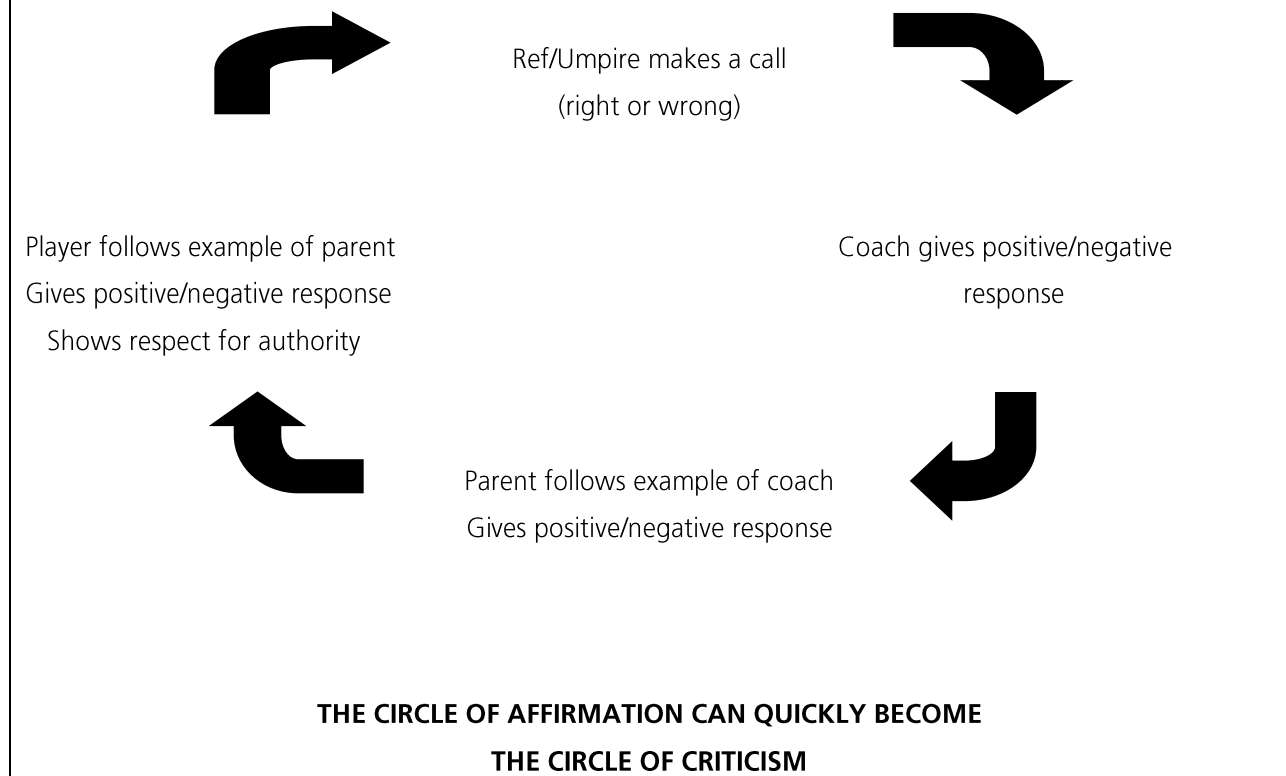 Ref/Umpire makes a call
(right or wrong)
Player follows example of parent
Gives positive/negative response
Shows respect for authority
Coach gives positive/negative
response
Parent follows example of coach
Gives positive/negative response
THE CIRCLE OF AFFIRMATION CAN QUICKLY BECOME
THE CIRCLE OF CRITICISM